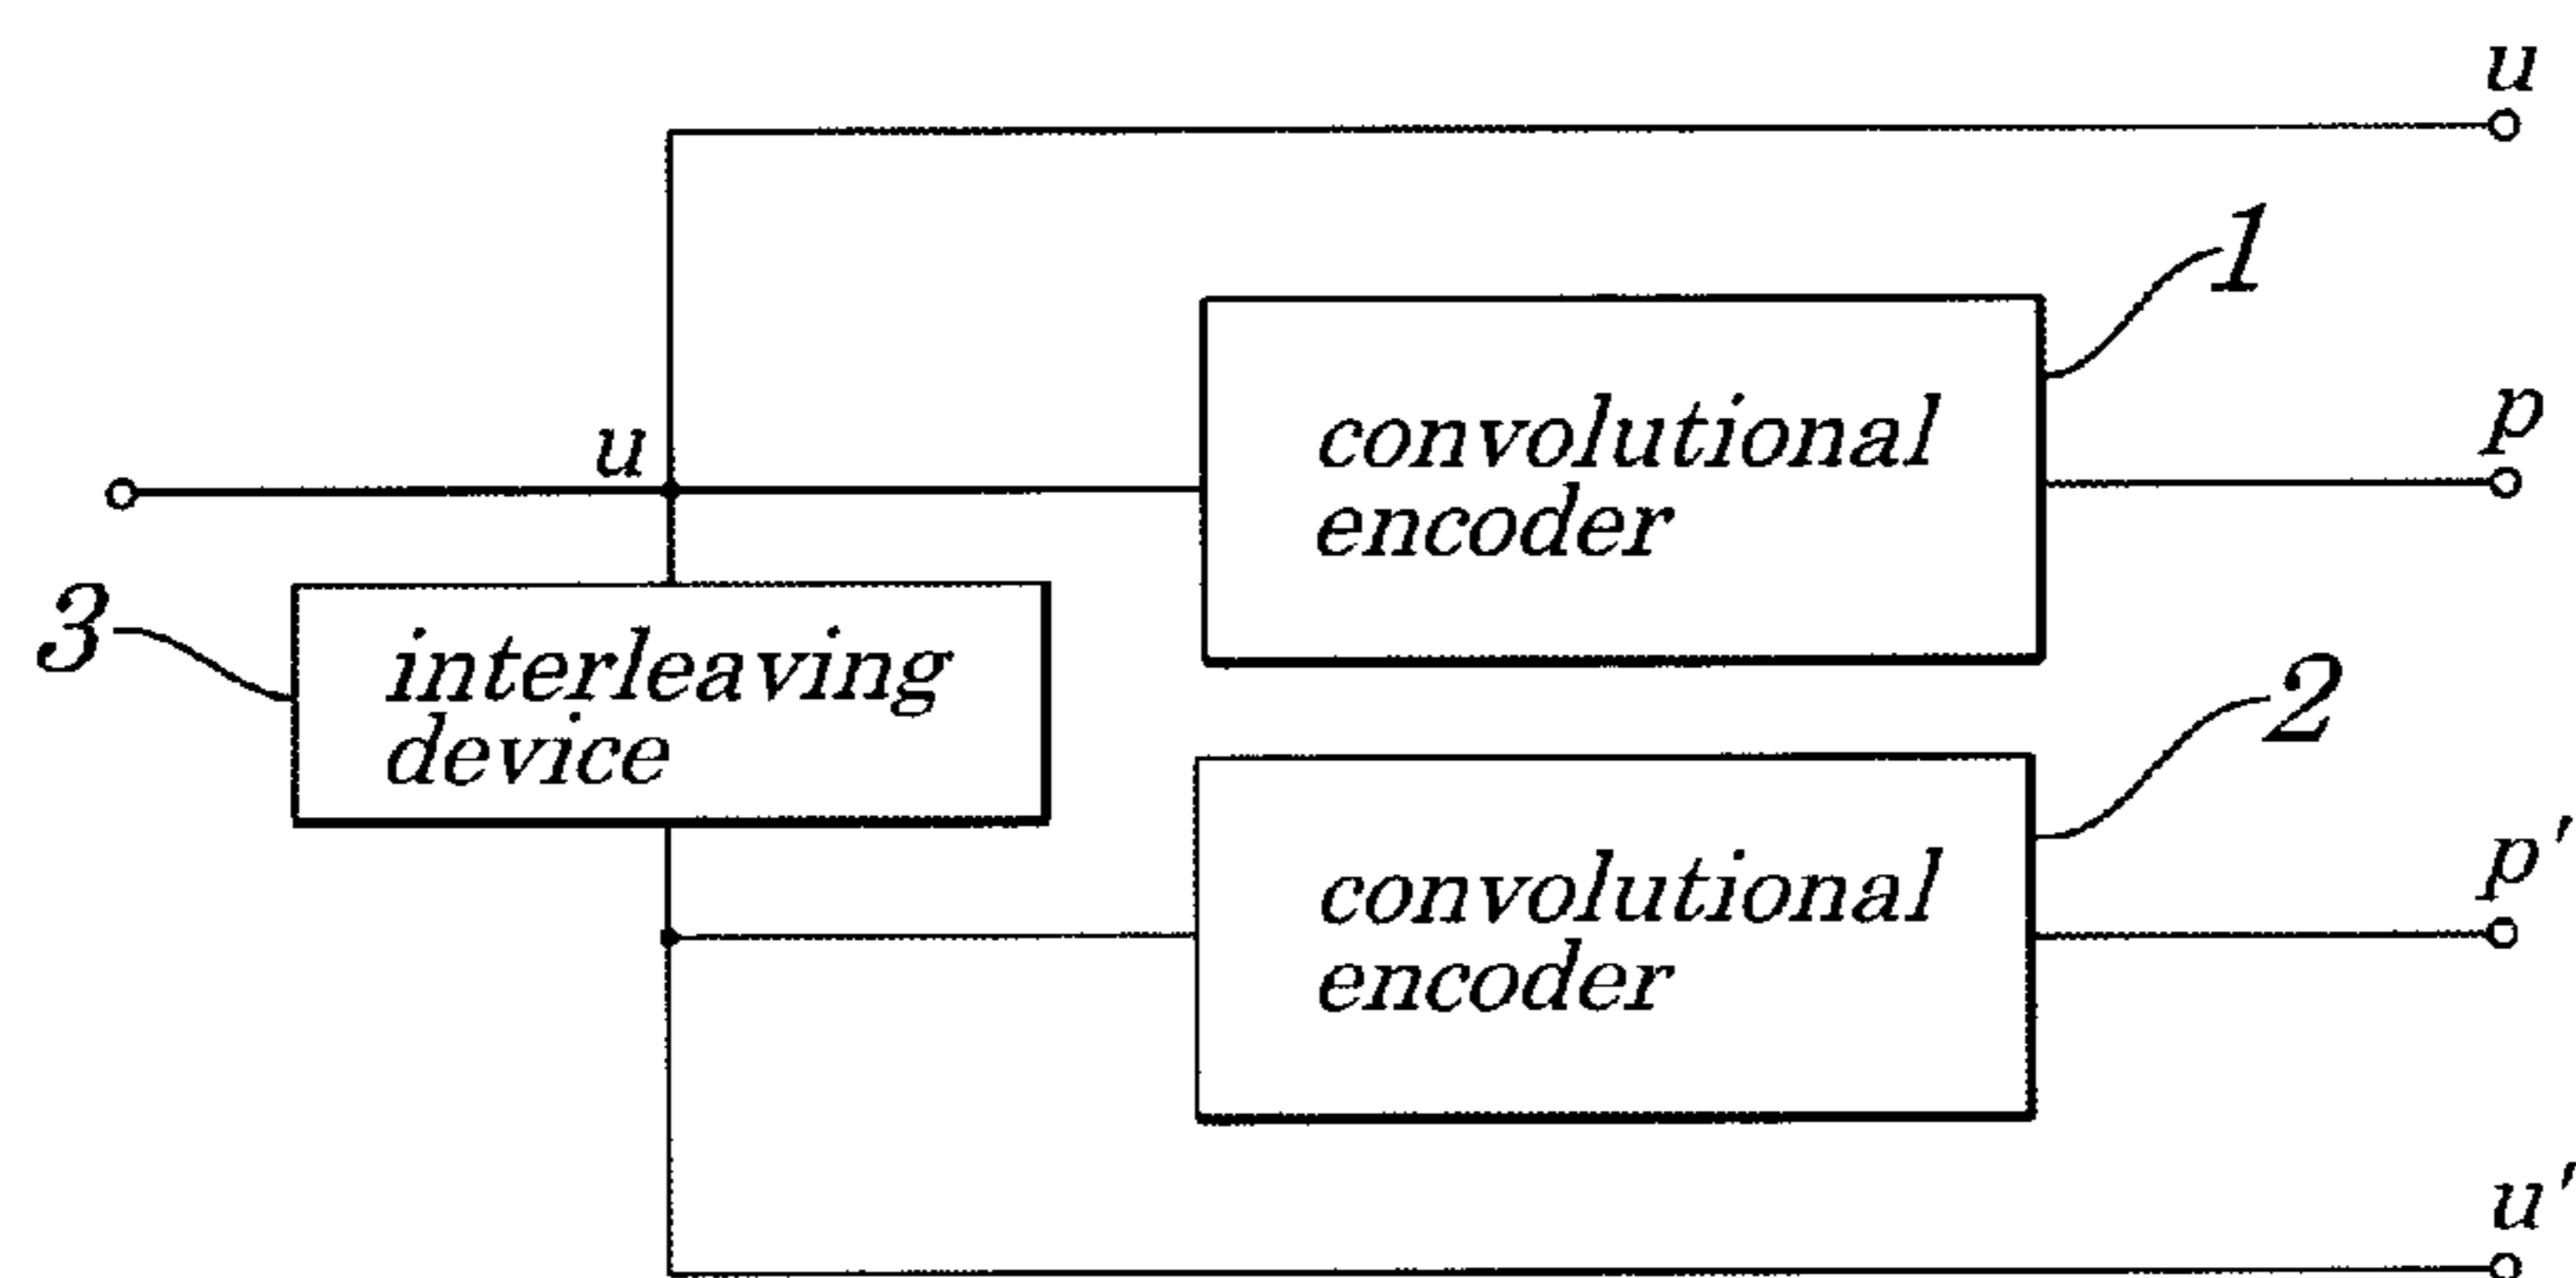 u
1
convolutional
encoder
p
u
3
interleaving
device
2
convolutional
encoder
p'
u'